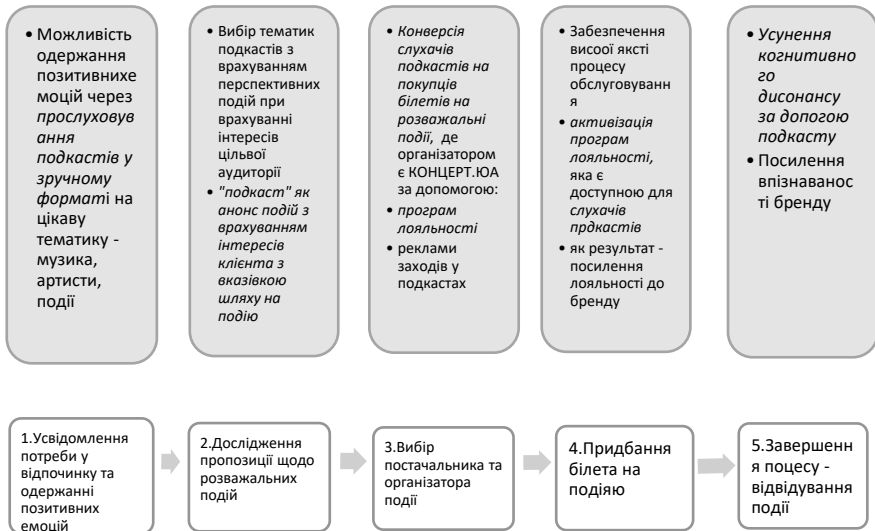 • Можливість
одержання
позитивнихе
моцій через
прослуховув
ання
подкастів у
зручному
форматі на
цікаву
тематику -
музика,
артисти,
події
• Вибір тематик
подкастів з
врахуванням
перспективних
подій при
врахуванні
інтересів
цільвої
аудиторії
• "подкаст" як
анонс подій з
врахуванням
інтересів
клієнта з
вказівкою
шляху на
подію
• Конверсія
слухачів
подкастів на
покупців
білетів на
розважальні
події, де
організатором
є КОНЦЕРТ.ЮА
за допомогою:
• програм
лояльності
• реклами
заходів у
подкастах
• Забезпечення
висоої яксті
процесу
обслуговуванн
я
• активізація
програм
лояльності,
яка є
доступною для
слухачів
прдкастів
• як результат -
посилення
лояльності до
бренду
• Усунення
когнитивно
го
дисонансу
за допогою
подкасту
• Посилення
впізнаванос
ті бренду
1.Усвідомлення
потреби у
відпочинку та
одержанні
позитивних
емоцій
2.Дослідження
пропозиції щодо
розважальних
подій
3.Вибір
постачальника та
організатора
події
4.Придбання
білета на
подіяю
5.Завершенн
я поцесу -
відвідування
події